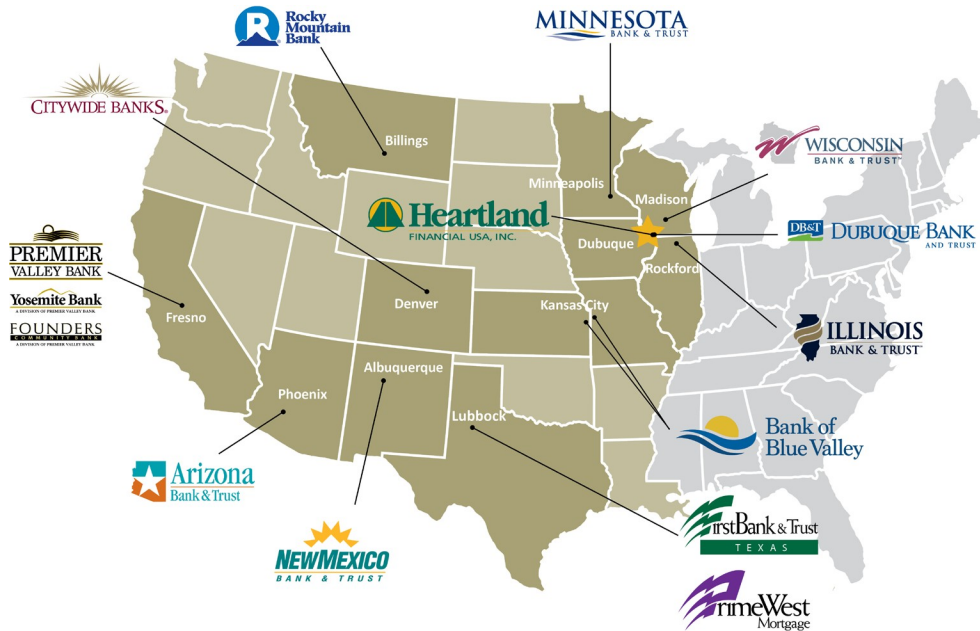 Rocky
Mountain
Bank
MINNESOTA
BANK & TRUST
CITYWIDE BANKS®
Billings
WISCONSIN
BANK & TRUST
Minneapolis
Madison
Heartland
FINANCIAL USA, INC.
DB&T DUBUQUE BANK
AND TRUST
Dubuque
Rockford
PREMIER
VALLEY BANK
Yosemite Bank
A DIVISION OF PREMIER VALLEY BANK
FOUNDERS
COMMUNITY BANK
A DIVISION OF PREMIER VALLEY BANK
Fresno
Denver
Kansas City
ILLINOIS
BANK & TRUST
Albuquerque
Phoenix
Lubbock
Bank of
Blue Valley
Arizona
Bank & Trust
FirstBank & Trust
TEXAS
NEW MEXICO
BANK & TRUST
PrimeWest
Mortgage